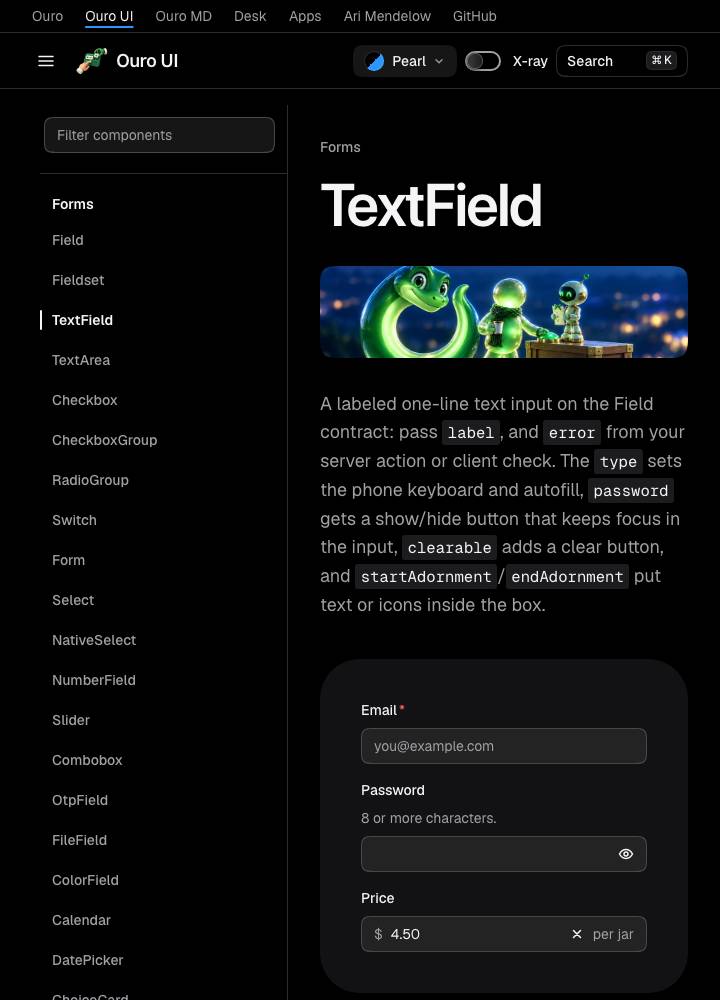 Ouro Ouro UI Ouro MD Desk Apps Ari Mendelow GitHub
Ouro UI
Pearl
X-ray
Search ⌘ K
Filter components
Forms
Field
Fieldset
TextField
TextArea
Checkbox
CheckboxGroup
RadioGroup
Switch
Form
Select
NativeSelect
NumberField
Slider
Combobox
OtpField
FileField
ColorField
Calendar
DatePicker
ChoiceCard
Forms
TextField
A labeled one-line text input on the Field
contract: pass label, and error from your
server action or client check. The type sets
the phone keyboard and autofill, password
gets a show/hide button that keeps focus in
the input, clearable adds a clear button,
and startAdornment/endAdornment put
text or icons inside the box.
Email*
you@example.com
Password
8 or more characters.
Price
$ 4.50 per jar